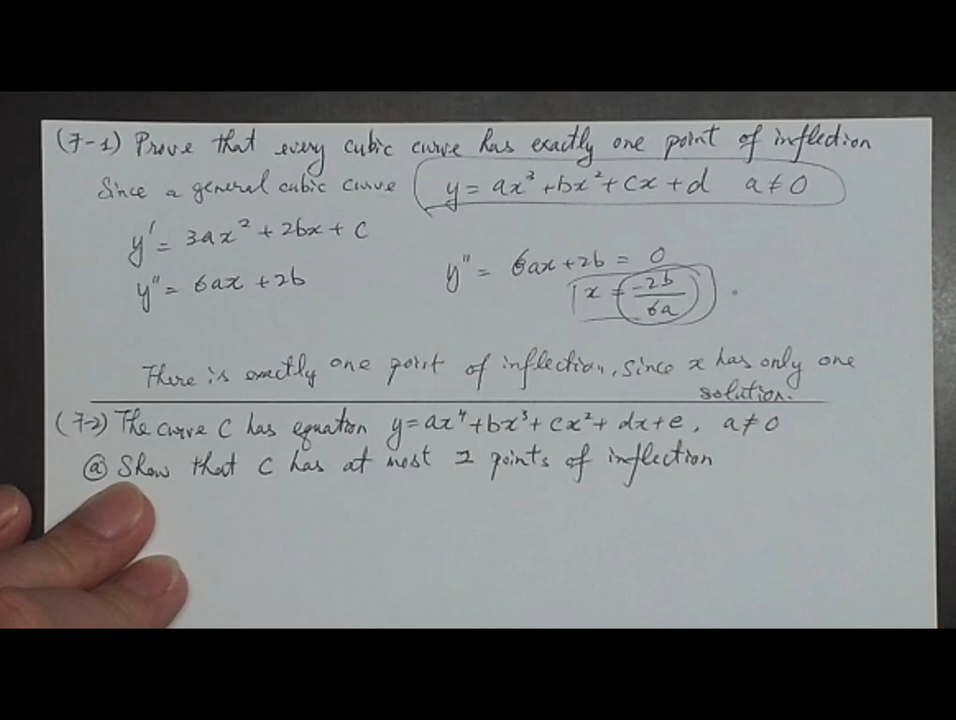 (7-1) Prove that every cubic curve has exactly one point of inflection
Since a general cubic curve y = ax³ + bx² + cx + d a ≠ 0
y' = 3ax² + 2bx + c
y'' = 6ax + 2b
y'' = 6ax + 2b = 0
x = -2b/6a
There is exactly one point of inflection, since x has only one
solution.
(7-2) The curve C has equation y = ax⁴ + bx³ + cx² + dx + e, a ≠ 0
ⓐ Show that C has at most 2 points of inflection